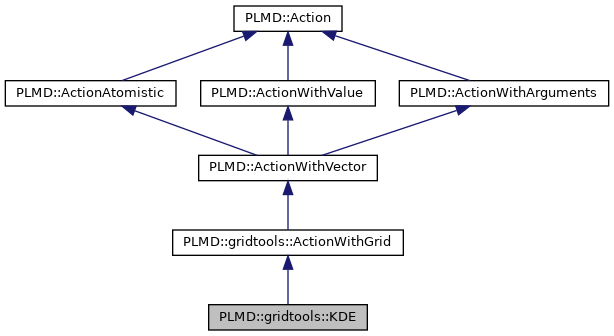 PLMD::Action
PLMD::ActionAtomistic
PLMD::ActionWithValue
PLMD::ActionWithArguments
PLMD::ActionWithVector
PLMD::gridtools::ActionWithGrid
PLMD::gridtools::KDE